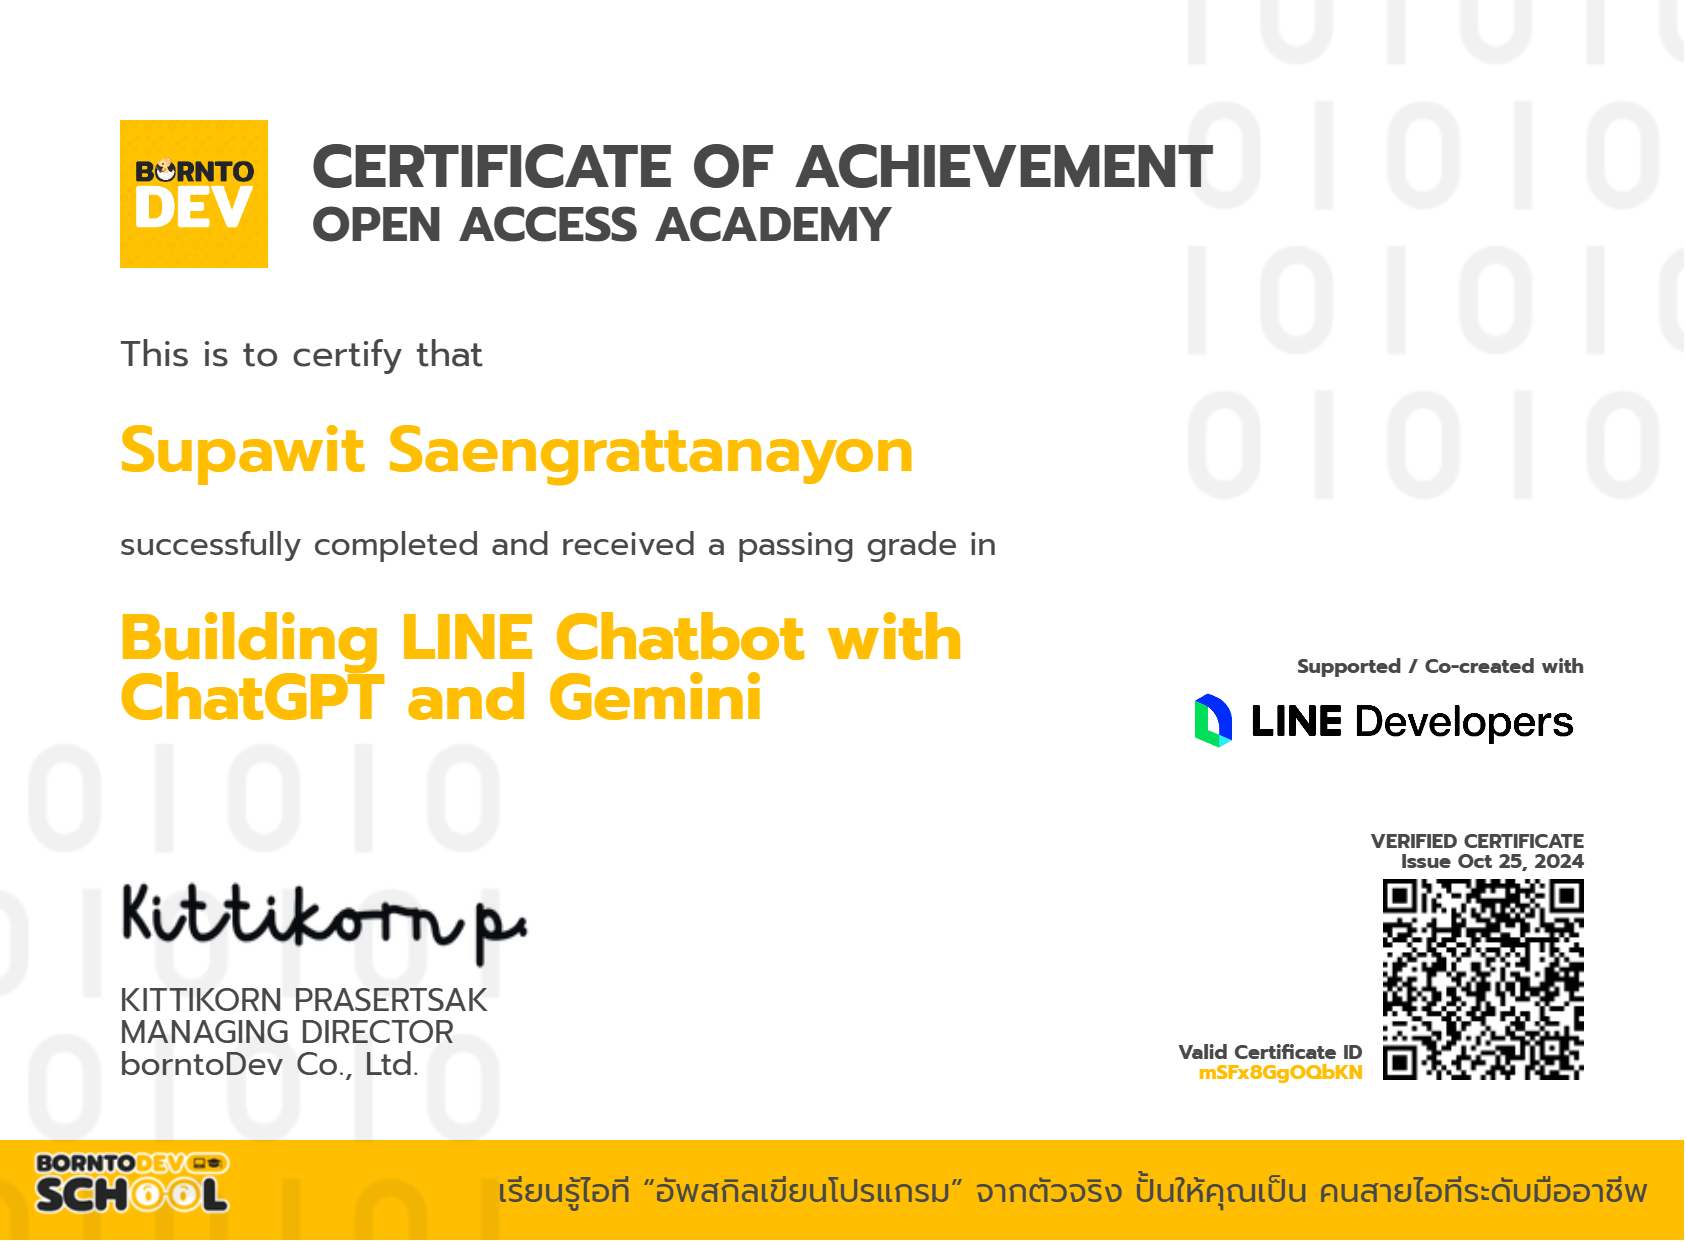 BORNTO
DEV
CERTIFICATE OF ACHIEVEMENT
OPEN ACCESS ACADEMY
This is to certify that
Supawit Saengrattanayon
successfully completed and received a passing grade in
Building LINE Chatbot with
ChatGPT and Gemini
Supported / Co-created with
LINE Developers
VERIFIED CERTIFICATE
Issue Oct 25, 2024
Kittikorn p.
KITTIKORN PRASERTSAK
MANAGING DIRECTOR
borntoDev Co., Ltd.
Valid Certificate ID
mSFx8GgOQbKN
BORNTODEV
SCHOOL
เรียนรู้ไอที “อัพสกิลเขียนโปรแกรม” จากตัวจริง ปั้นให้คุณเป็น คนสายไอทีระดับมืออาชีพ